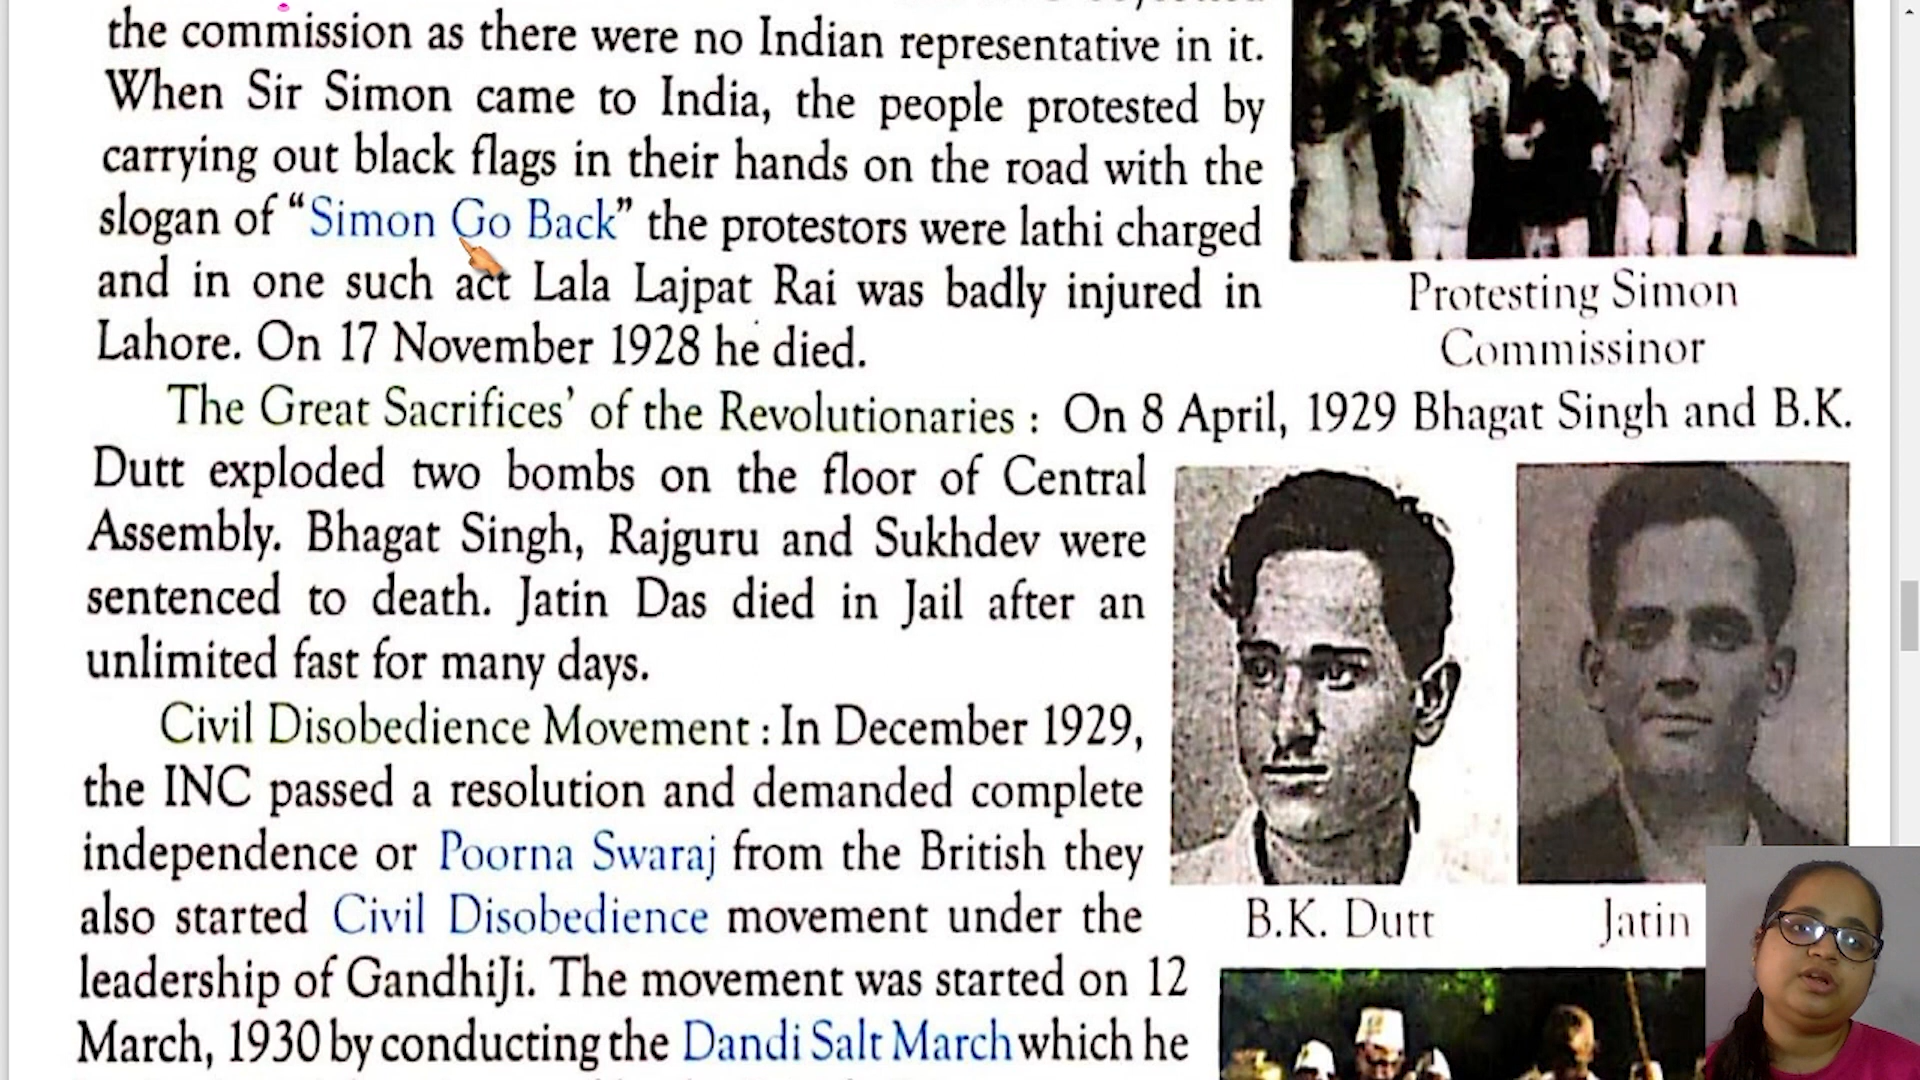 the commission as there were no Indian representative in it.
When Sir Simon came to India, the people protested by
carrying out black flags in their hands on the road with the
slogan of “Simon Go Back” the protestors were lathi charged
and in one such act Lala Lajpat Rai was badly injured in
Lahore. On 17 November 1928 he died.
Protesting Simon
Commissinor
The Great Sacrifices’ of the Revolutionaries : On 8 April, 1929 Bhagat Singh and B.K.
Dutt exploded two bombs on the floor of Central
Assembly. Bhagat Singh, Rajguru and Sukhdev were
sentenced to death. Jatin Das died in Jail after an
unlimited fast for many days.
Civil Disobedience Movement : In December 1929,
the INC passed a resolution and demanded complete
independence or Poorna Swaraj from the British they
also started Civil Disobedience movement under the
leadership of GandhiJi. The movement was started on 12
March, 1930 by conducting the Dandi Salt March which he
B.K. Dutt
Jatin